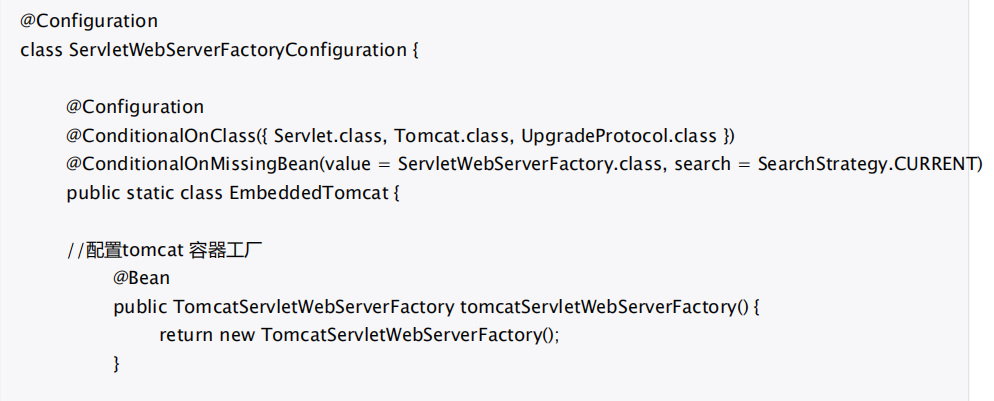 @Configuration
class ServletWebServerFactoryConfiguration {
@Configuration
@ConditionalOnClass({ Servlet.class, Tomcat.class, UpgradeProtocol.class })
@ConditionalOnMissingBean(value = ServletWebServerFactory.class, search = SearchStrategy.CURRENT)
public static class EmbeddedTomcat {
//配置tomcat 容器工厂
@Bean
public TomcatServletWebServerFactory tomcatServletWebServerFactory() {
return new TomcatServletWebServerFactory();
}